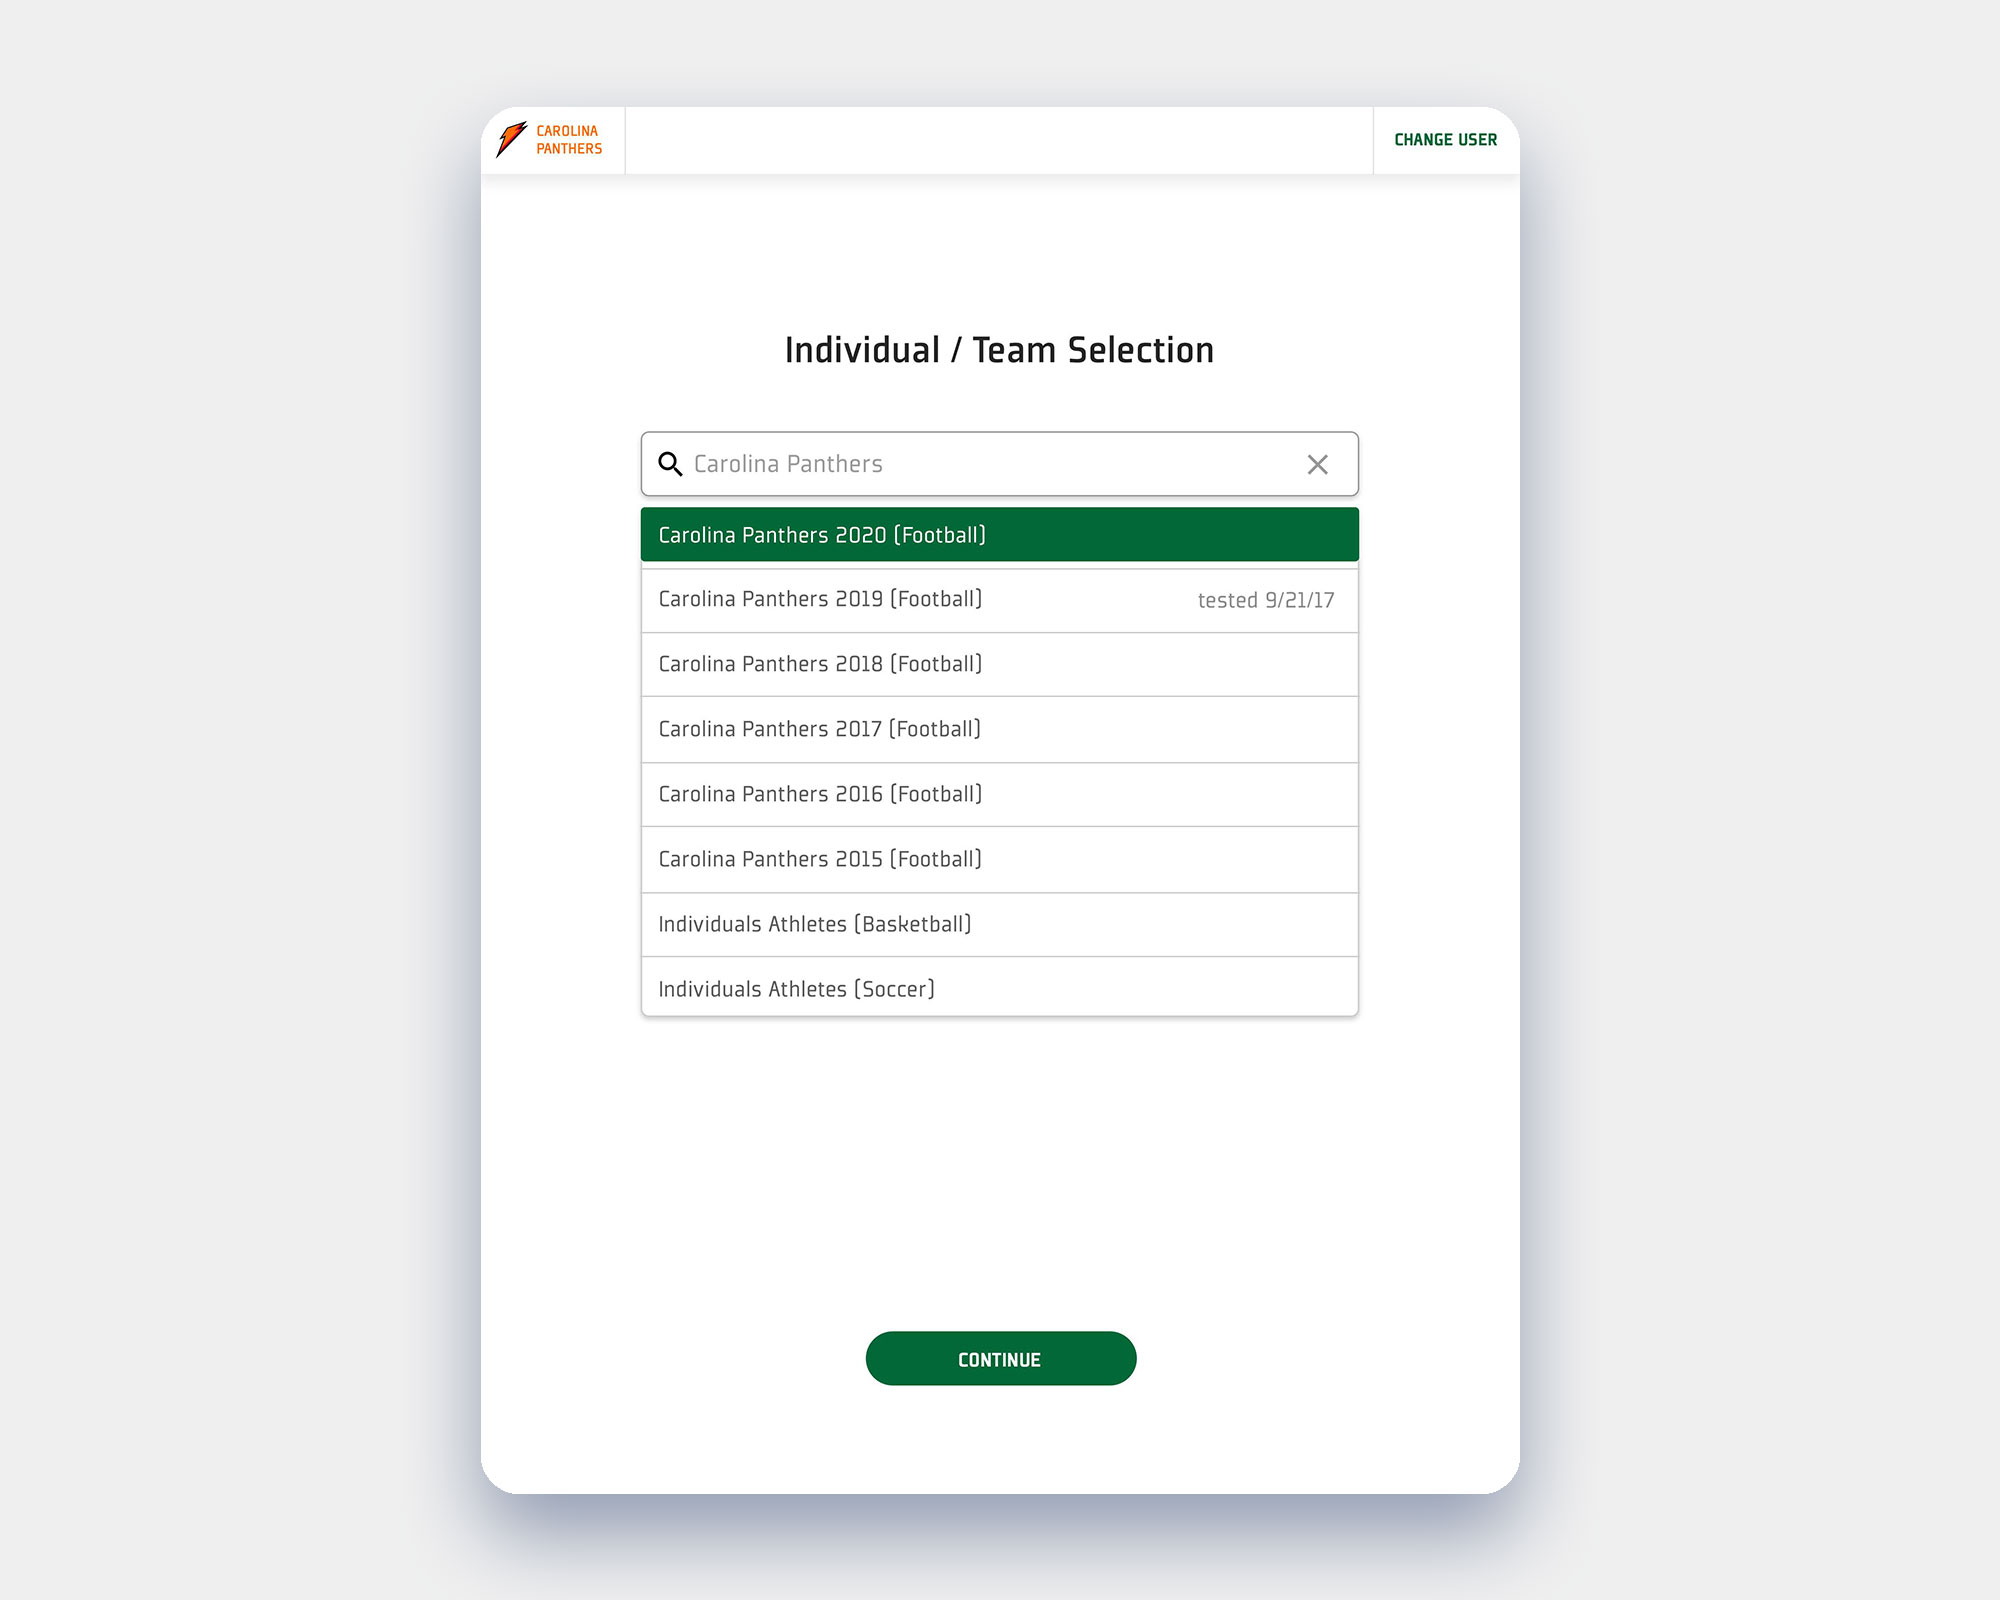 CAROLINA
PANTHERS
CHANGE USER
Individual / Team Selection
Carolina Panthers
Carolina Panthers 2020 (Football)
Carolina Panthers 2019 (Football) tested 9/21/17
Carolina Panthers 2018 (Football)
Carolina Panthers 2017 (Football)
Carolina Panthers 2016 (Football)
Carolina Panthers 2015 (Football)
Individuals Athletes (Basketball)
Individuals Athletes (Soccer)
CONTINUE